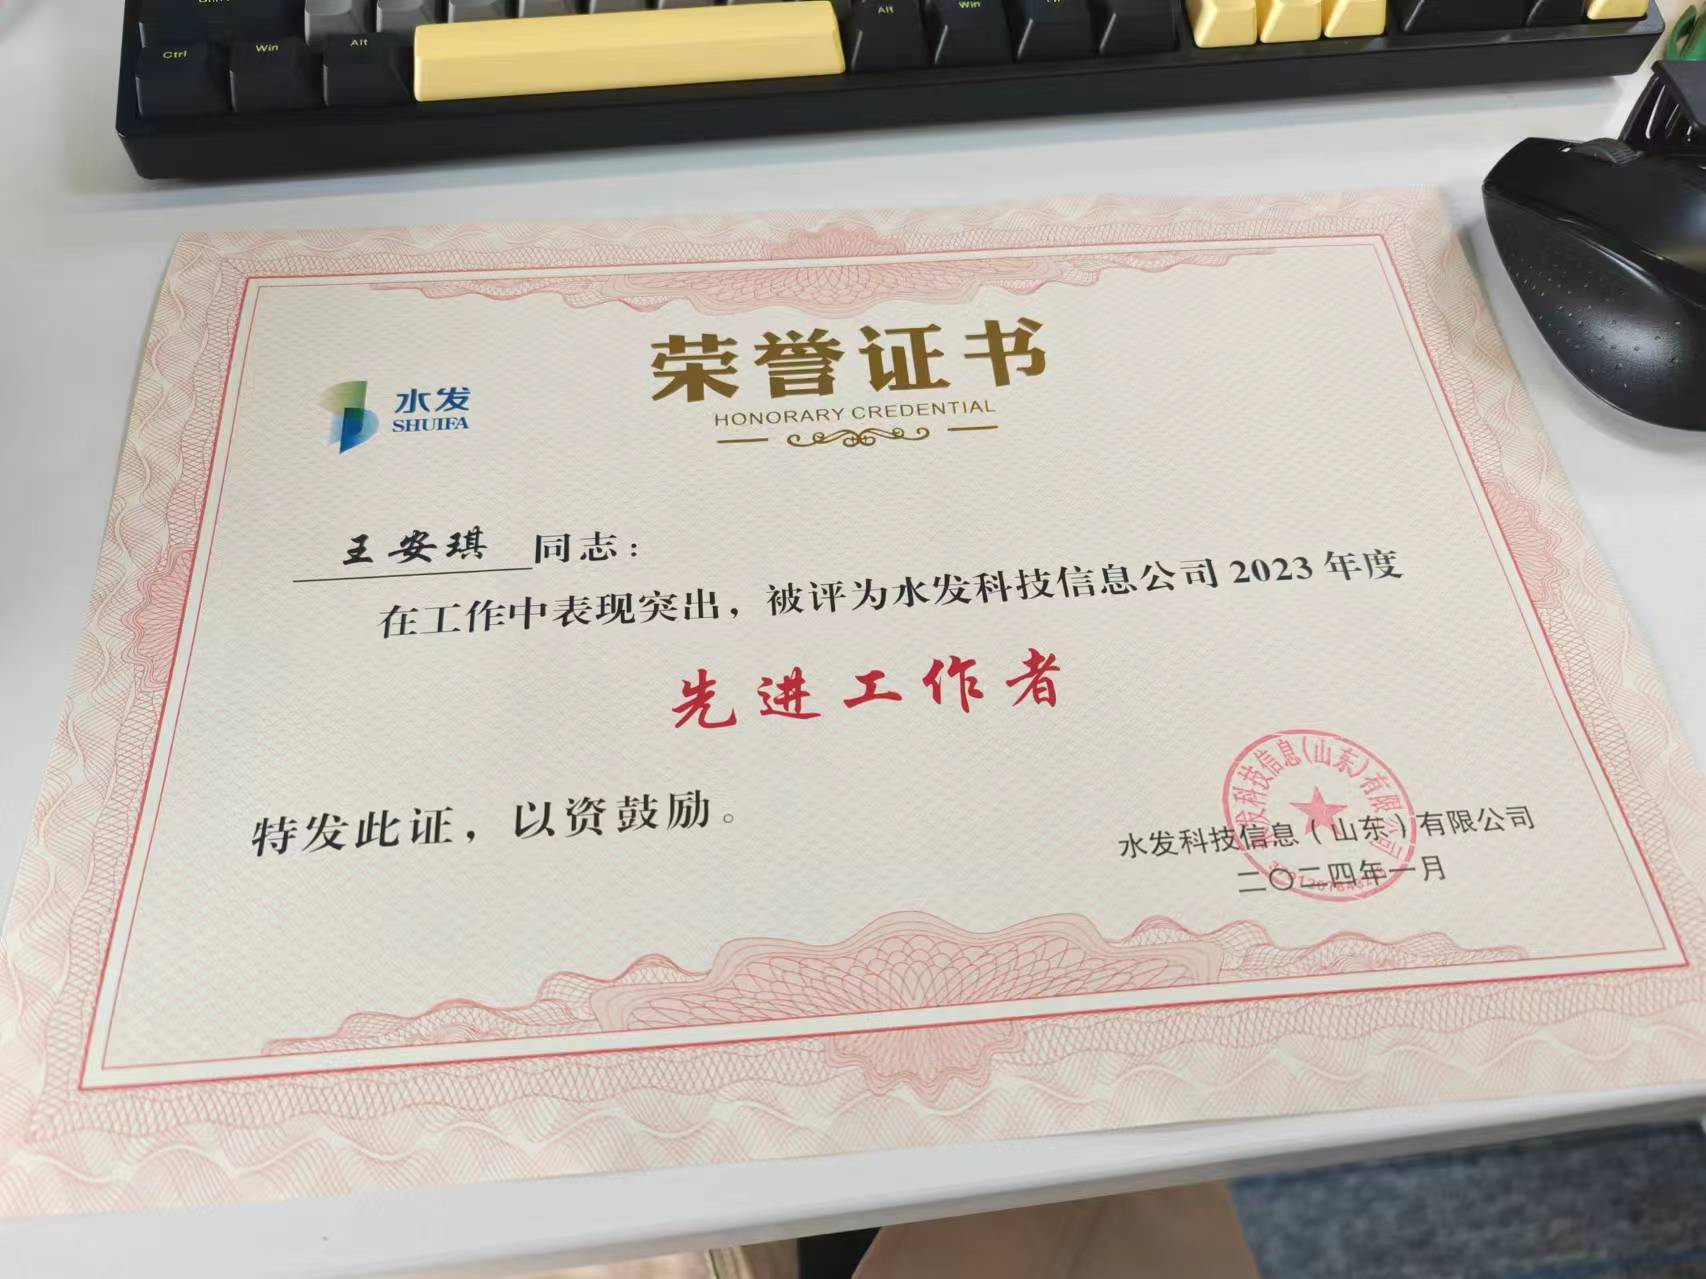 Ctrl Win Alt Alt Win
水发
SHUIFA
荣誉证书
HONORARY CREDENTIAL
王安琪 同志：
在工作中表现突出，被评为水发科技信息公司 2023 年度
先进工作者
特发此证，以资鼓励。
水发科技信息（山东）有限公司
二〇二四年一月
发科技信息(山东)有限公司